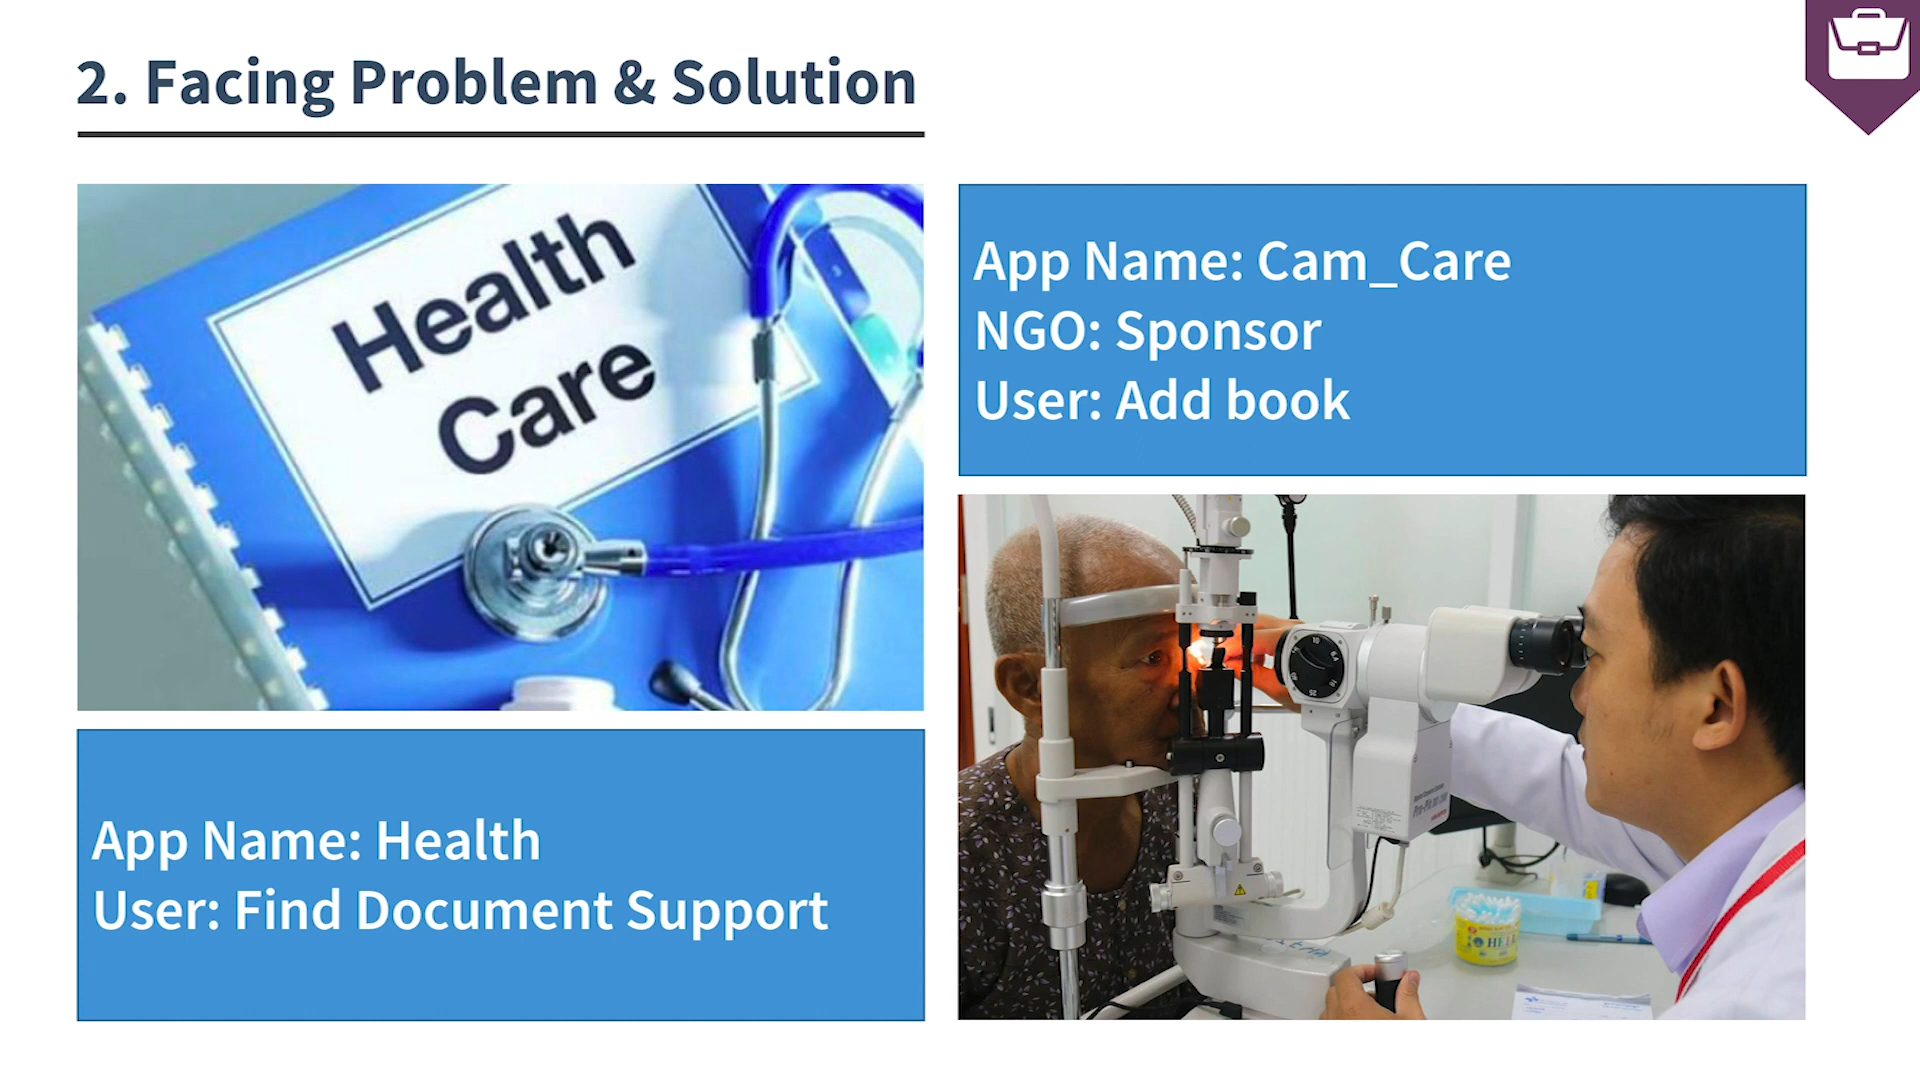 2. Facing Problem & Solution
Health
Care
App Name: Cam_Care
NGO: Sponsor
User: Add book
App Name: Health
User: Find Document Support